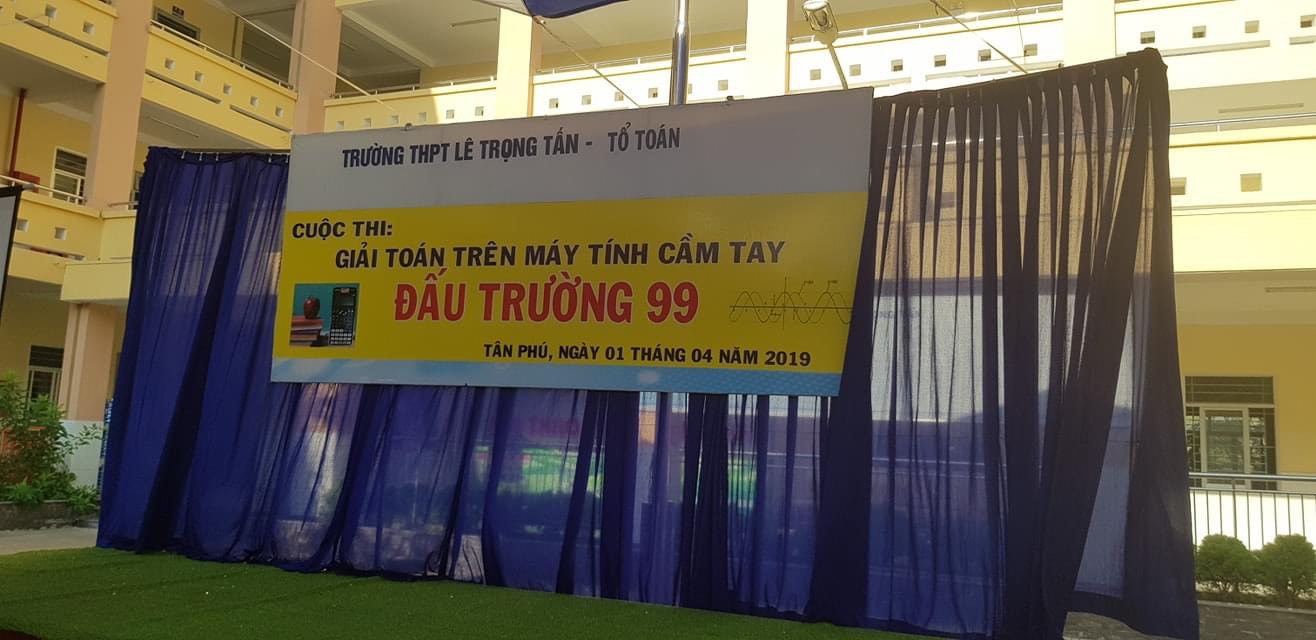 TRƯỜNG THPT LÊ TRỌNG TẤN - TỔ TOÁN
CUỘC THI:
GIẢI TOÁN TRÊN MÁY TÍNH CẦM TAY
ĐẤU TRƯỜNG 99
TÂN PHÚ, NGÀY 01 THÁNG 04 NĂM 2019